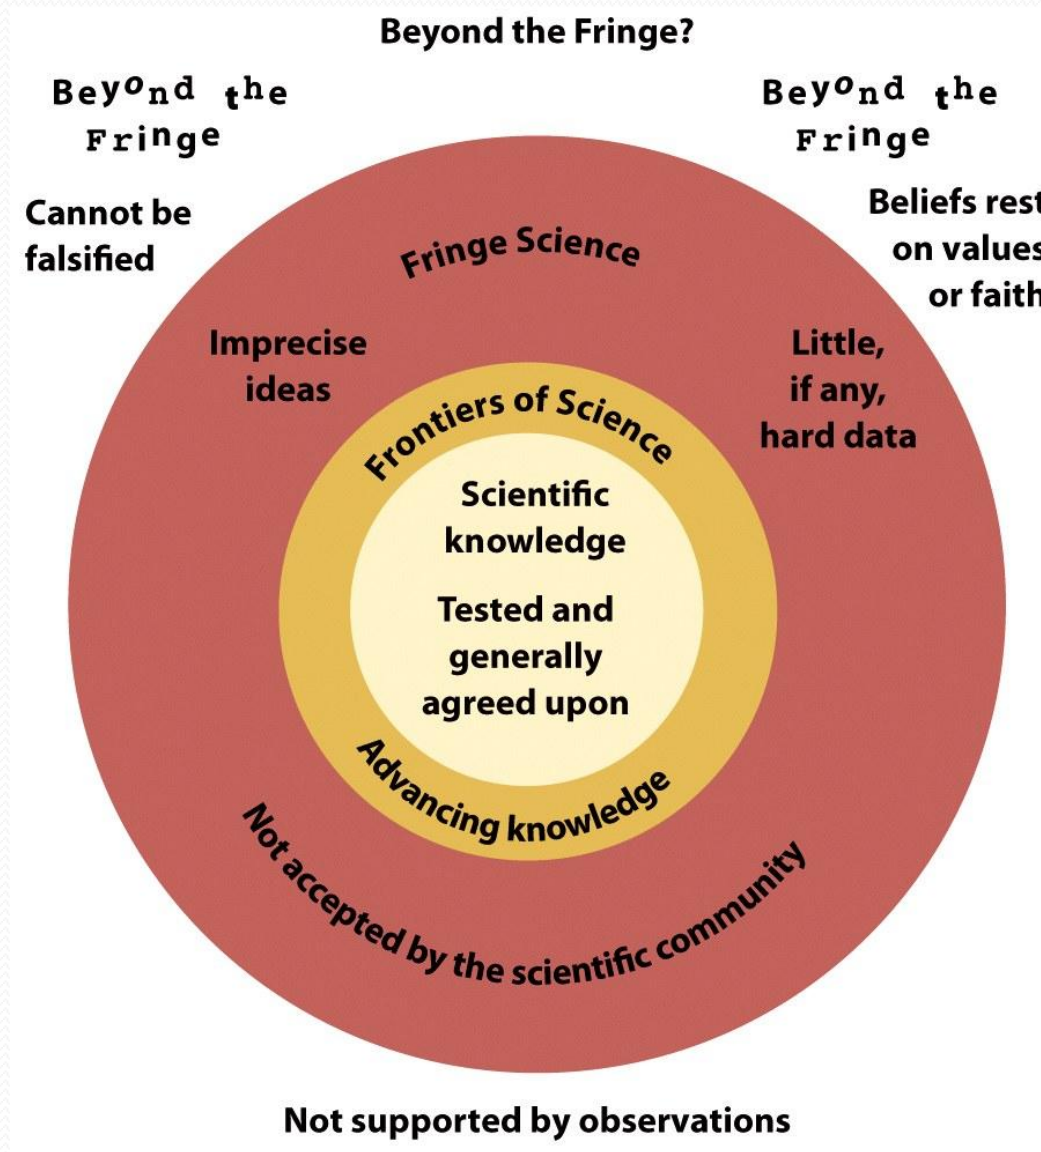 Beyond the Fringe?
Beyond the
Fringe
Beyond the
Fringe
Cannot be
falsified
Beliefs rest
on values
or faith
Fringe Science
Imprecise
ideas
Little,
if any,
hard data
Frontiers of Science
Scientific
knowledge
Tested and
generally
agreed upon
Advancing knowledge
Not accepted by the scientific community
Not supported by observations